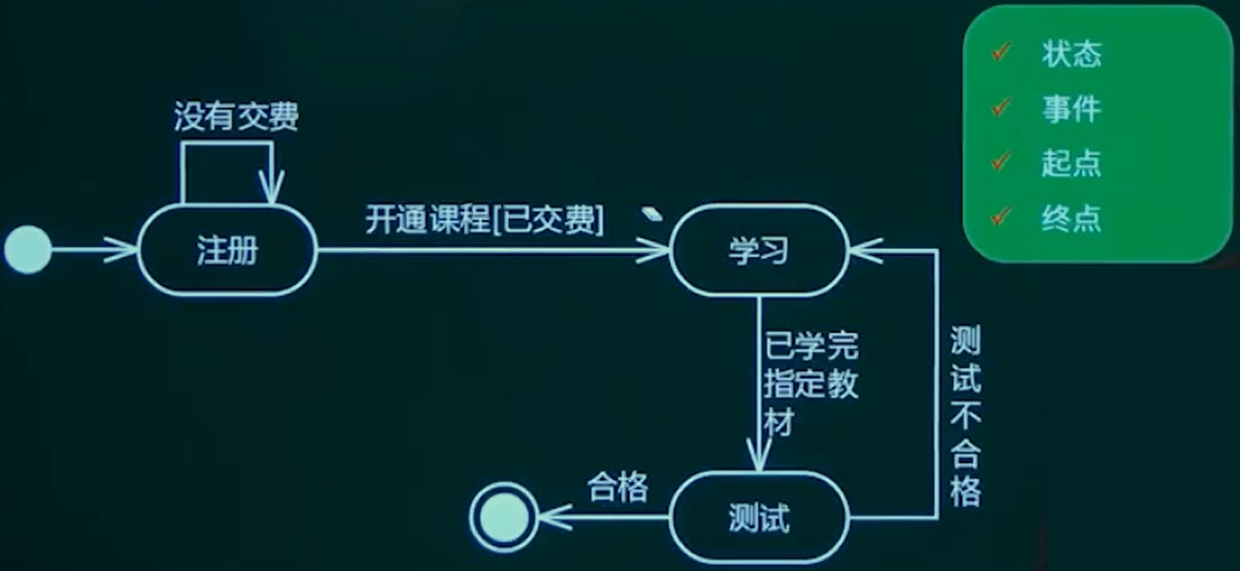 状态
事件
起点
终点
没有交费
注册
开通课程[已交费]
学习
已学完
指定教
材
测试不合格
合格
测试